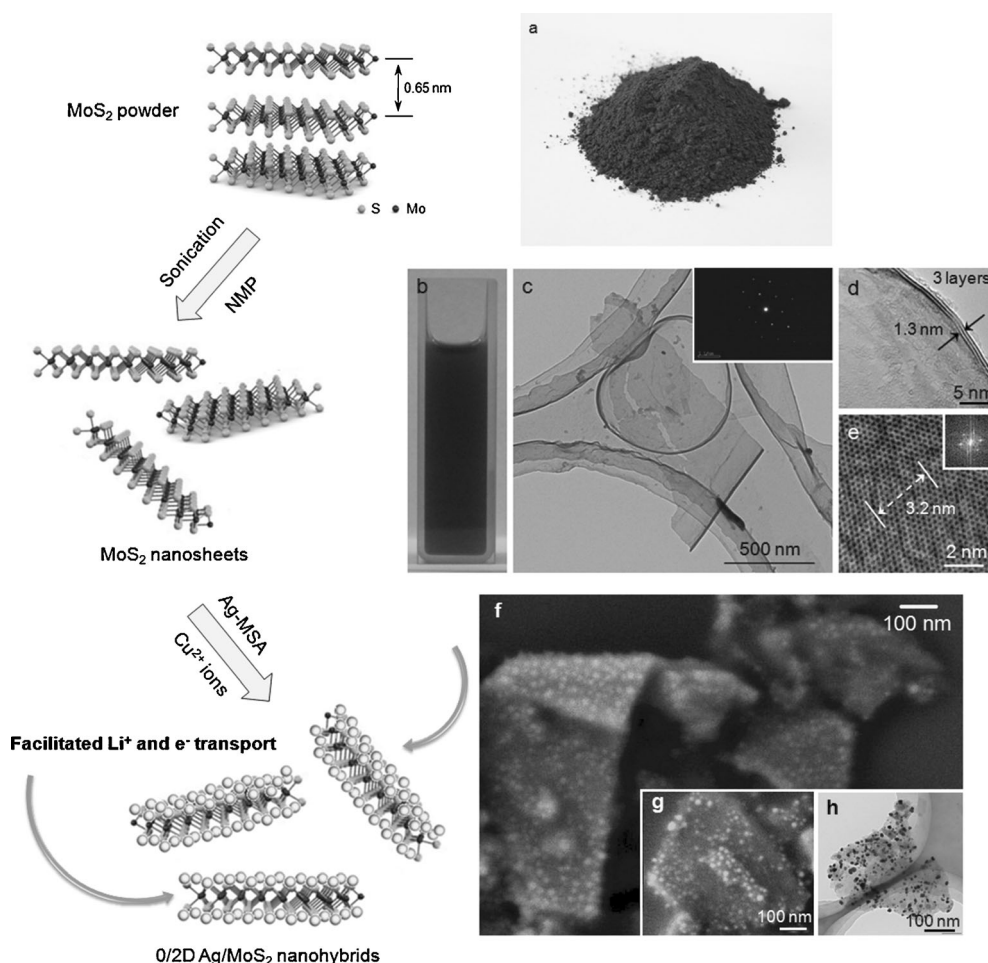 a
0.65 nm
MoS₂ powder
S Mo
Sonication
NMP
b
c
d
3 layers
1.3 nm
5 nm
e
3.2 nm
500 nm
2 nm
MoS₂ nanosheets
Ag-MSA
Cu²⁺ ions
f
100 nm
Facilitated Li⁺ and e⁻ transport
g
h
100 nm
100 nm
0/2D Ag/MoS₂ nanohybrids